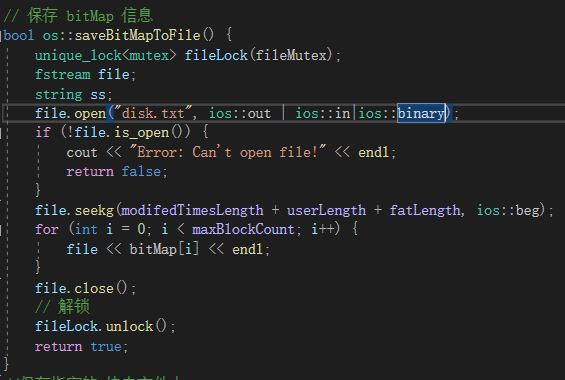 // 保存 bitMap 信息
bool os::saveBitMapToFile() {
unique_lock<mutex> fileLock(fileMutex);
fstream file;
string ss;
file.open("disk.txt", ios::out | ios::in|ios::binary);
if (!file.is_open()) {
cout << "Error: Can't open file!" << endl;
return false;
}
file.seekg(modifedTimesLength + userLength + fatLength, ios::beg);
for (int i = 0; i < maxBlockCount; i++) {
file << bitMap[i] << endl;
}
file.close();
// 解锁
fileLock.unlock();
return true;
}